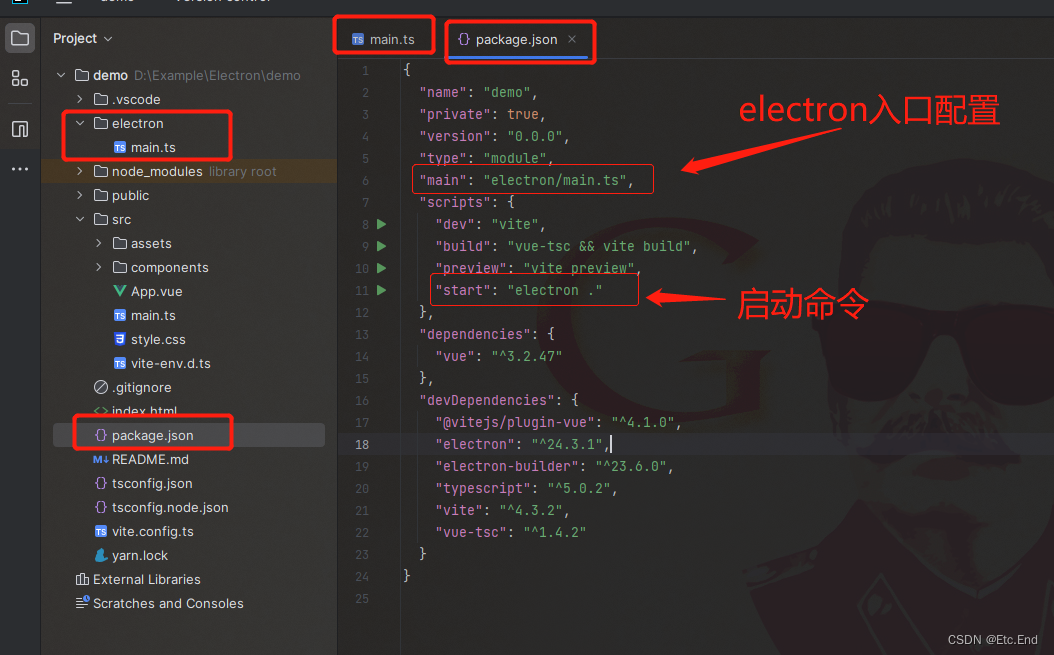 Project
demo D:\Example\Electron\demo
.vscode
electron
main.ts
node_modules library root
public
src
assets
components
App.vue
main.ts
style.css
vite-env.d.ts
.gitignore
index.html
package.json
README.md
tsconfig.json
tsconfig.node.json
vite.config.ts
yarn.lock
External Libraries
Scratches and Consoles
main.ts
package.json
1 {
2 "name": "demo",
3 "private": true,
4 "version": "0.0.0",
5 "type": "module",
6 "main": "electron/main.ts",
7 "scripts": {
8 "dev": "vite",
9 "build": "vue-tsc && vite build",
10 "preview": "vite preview",
11 "start": "electron ."
12 },
13 "dependencies": {
14 "vue": "^3.2.47"
15 },
16 "devDependencies": {
17 "@vitejs/plugin-vue": "^4.1.0",
18 "electron": "^24.3.1",
19 "electron-builder": "^23.6.0",
20 "typescript": "^5.0.2",
21 "vite": "^4.3.2",
22 "vue-tsc": "^1.4.2"
23 }
24 }
25
electron入口配置
启动命令
CSDN @Etc.End